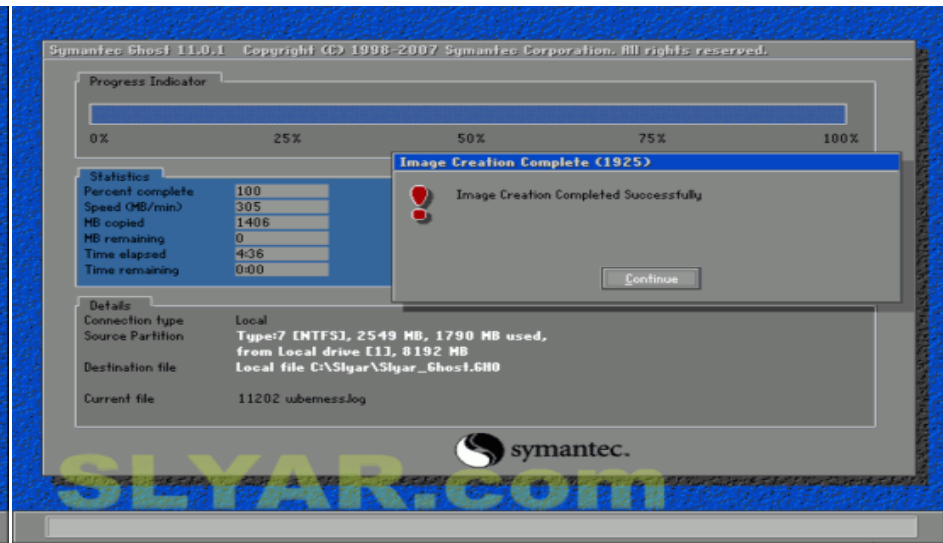 Symantec Ghost 11.0.1 Copyright (C) 1998-2007 Symantec Corporation. All rights reserved.
Progress Indicator
0% 25% 50% 75% 100%
Image Creation Complete (1925)
Image Creation Completed Successfully
Continue
Statistics
Percent complete 100
Speed (MB/min) 305
MB copied 1406
MB remaining 0
Time elapsed 4:36
Time remaining 0:00
Details
Connection type Local
Source Partition Type:7 [NTFS], 2549 MB, 1790 MB used,
from Local drive [1], 8192 MB
Destination file Local file C:\Slyar\Slyar_Ghost.GHO
Current file 11202 wbemess.log
symantec.
SLYAR.com